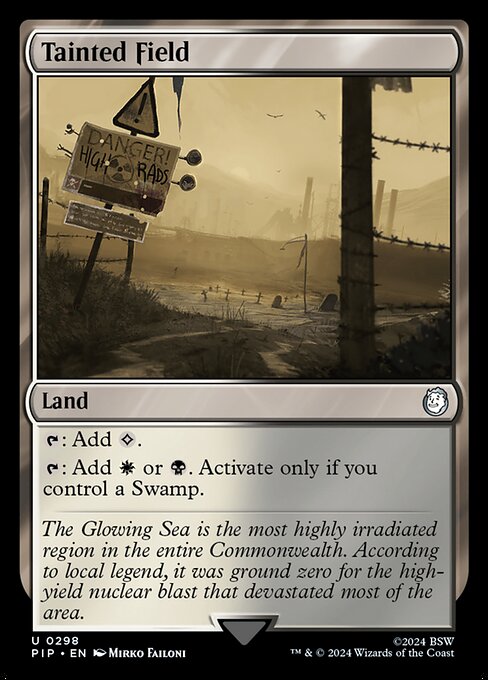 Tainted Field
DANGER!
HIGH RADS
Land
: Add .
: Add  or . Activate only if you
control a Swamp.
The Glowing Sea is the most highly irradiated
region in the entire Commonwealth. According
to local legend, it was ground zero for the high-
yield nuclear blast that devastated most of the
area.
U 0298
PIP • EN Mirko Failoni
©2024 BSW
™ & © 2024 Wizards of the Coast